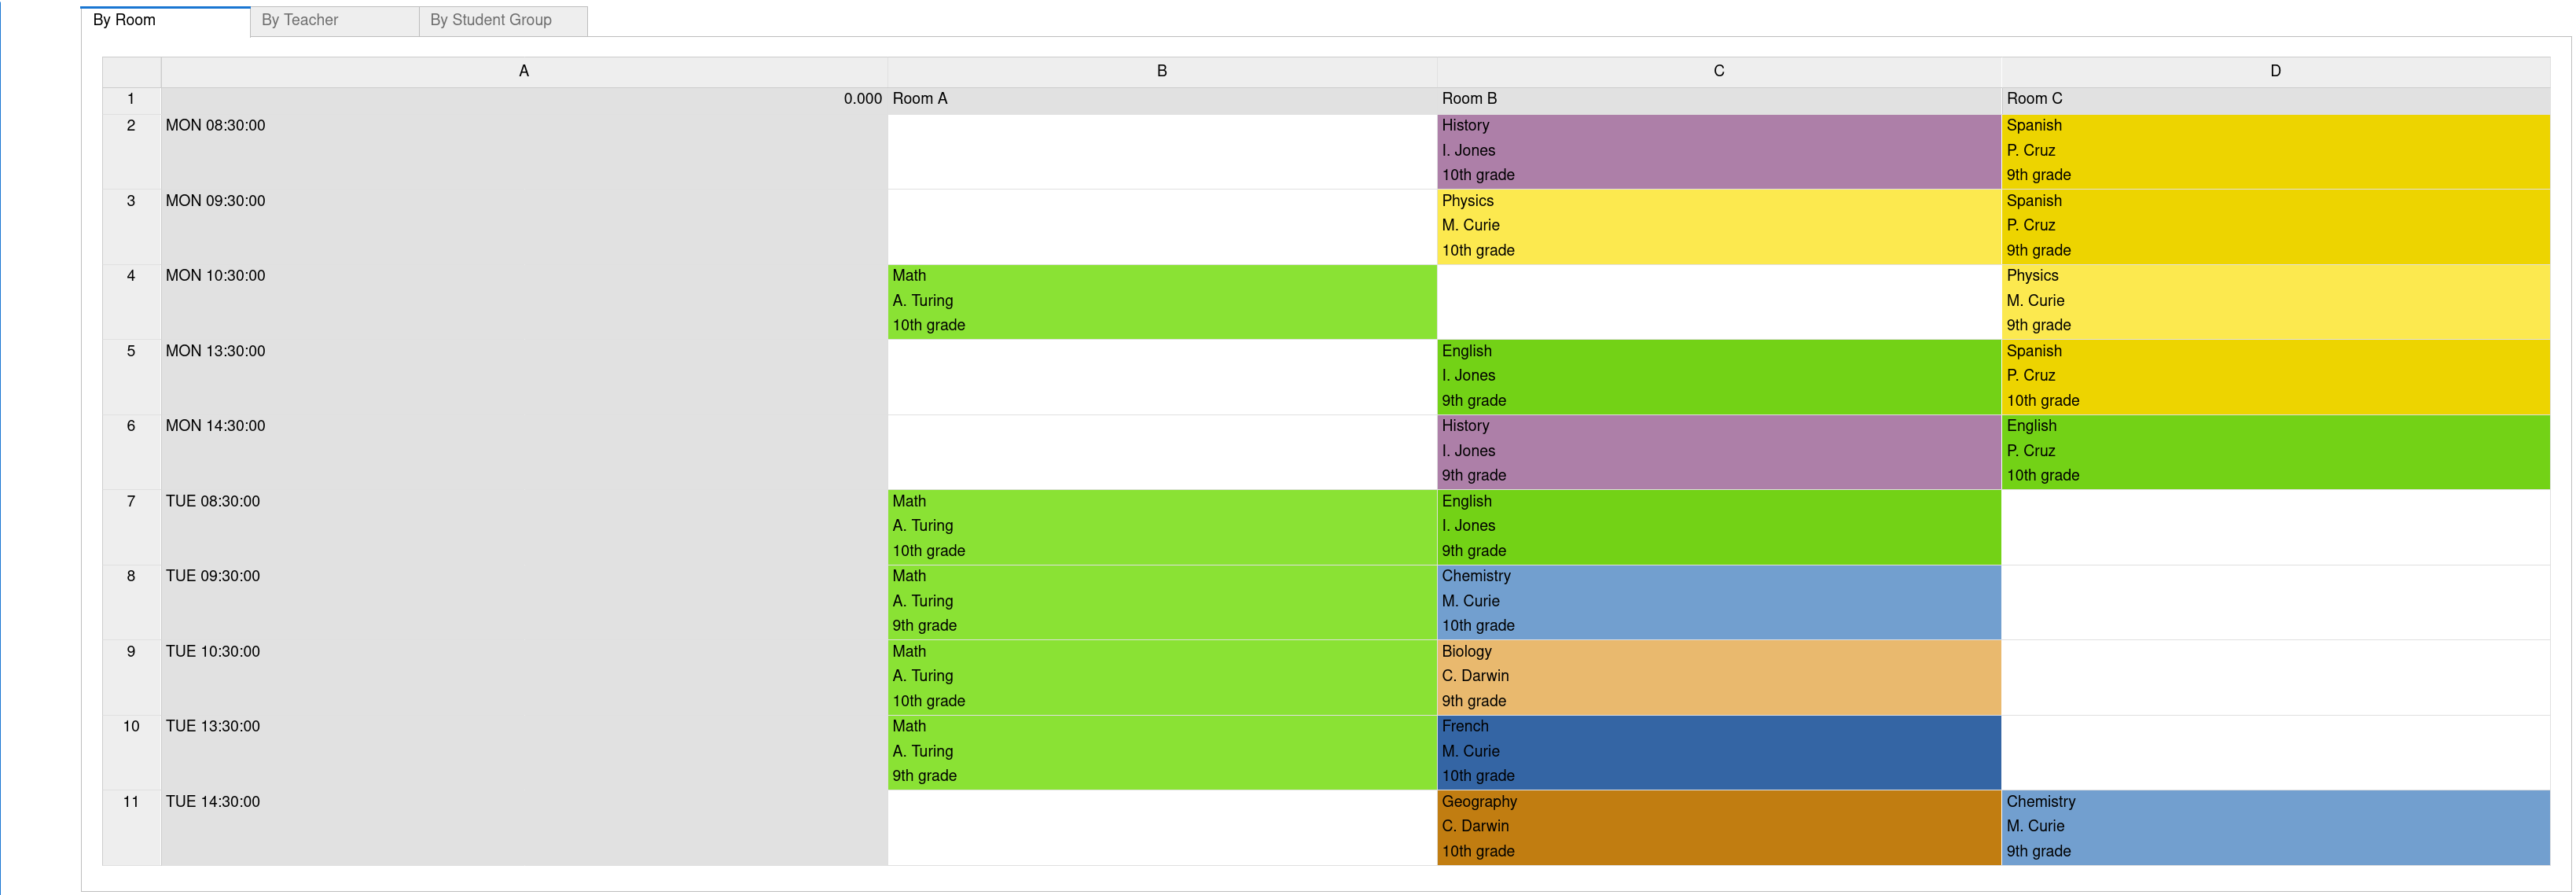 By Room By Teacher By Student Group
A B C D
1 0.000 Room A Room B Room C
2 MON 08:30:00 History Spanish
I. Jones P. Cruz
10th grade 9th grade
3 MON 09:30:00 Physics Spanish
M. Curie P. Cruz
10th grade 9th grade
4 MON 10:30:00 Math Physics
A. Turing M. Curie
10th grade 9th grade
5 MON 13:30:00 English Spanish
I. Jones P. Cruz
9th grade 10th grade
6 MON 14:30:00 History English
I. Jones P. Cruz
9th grade 10th grade
7 TUE 08:30:00 Math English
A. Turing I. Jones
10th grade 9th grade
8 TUE 09:30:00 Math Chemistry
A. Turing M. Curie
9th grade 10th grade
9 TUE 10:30:00 Math Biology
A. Turing C. Darwin
10th grade 9th grade
10 TUE 13:30:00 Math French
A. Turing M. Curie
9th grade 10th grade
11 TUE 14:30:00 Geography Chemistry
C. Darwin M. Curie
10th grade 9th grade